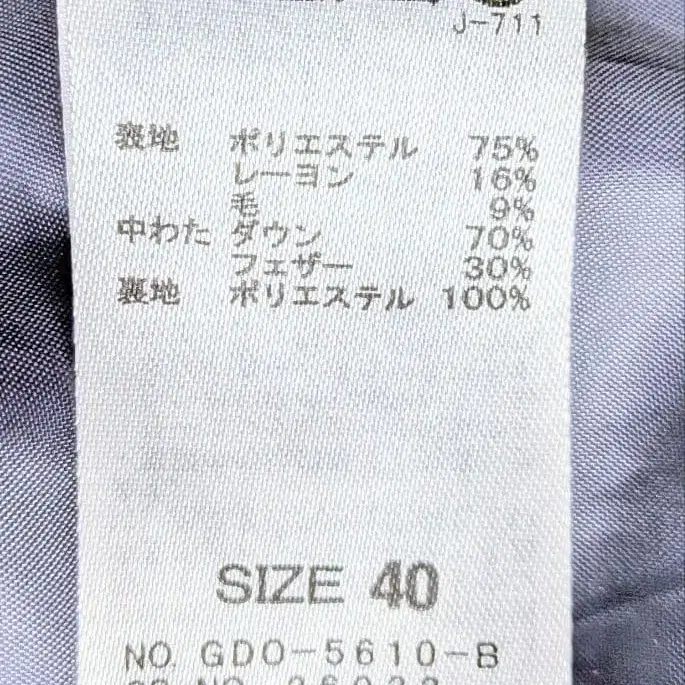 J-711
表地 ポリエステル 75%
レーヨン 16%
毛 9%
中わた ダウン 70%
フェザー 30%
裏地 ポリエステル 100%
SIZE 40
NO. GDO-5610-B